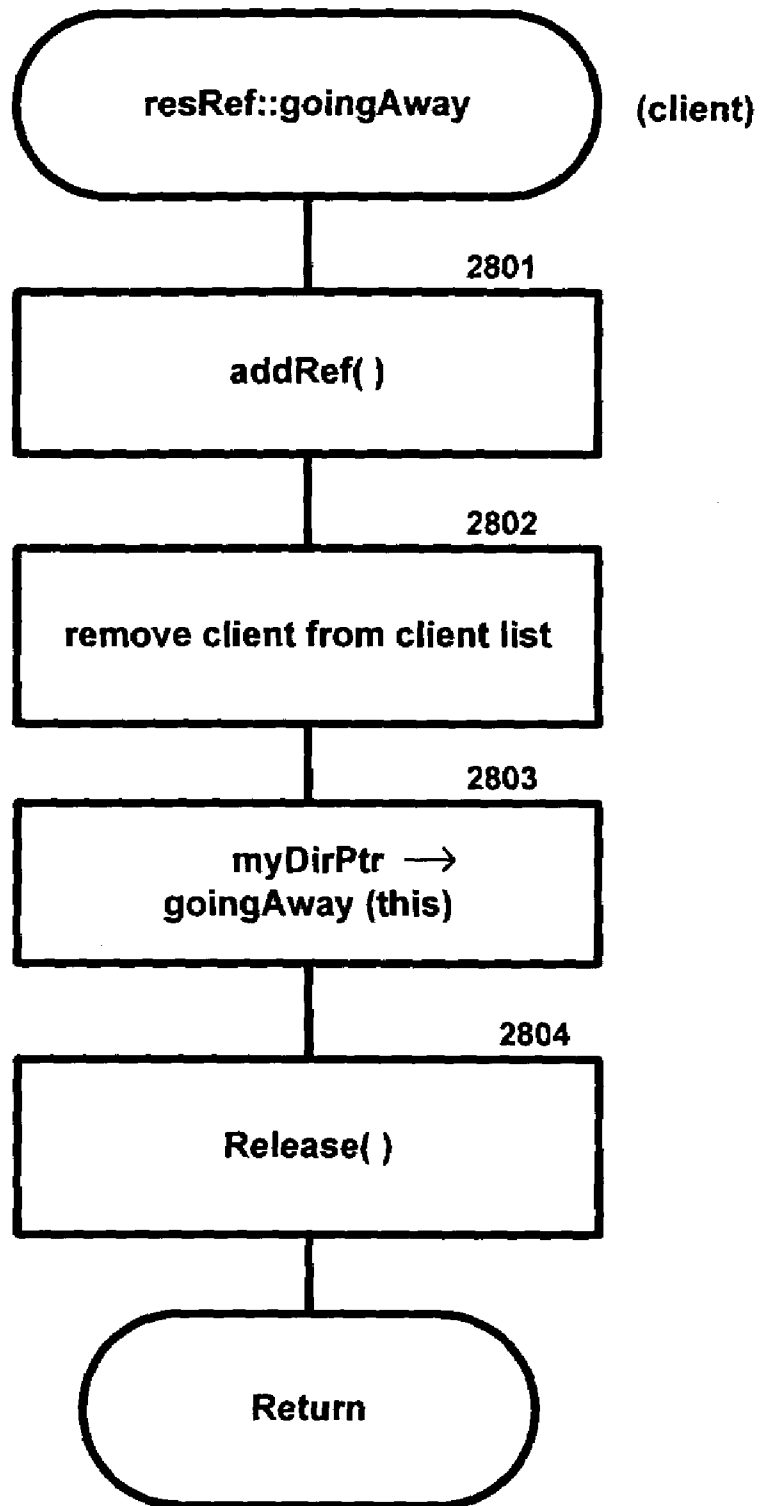 resRef::goingAway
(client)
2801
addRef( )
2802
remove client from client list
2803
myDirPtr →
goingAway (this)
2804
Release( )
Return